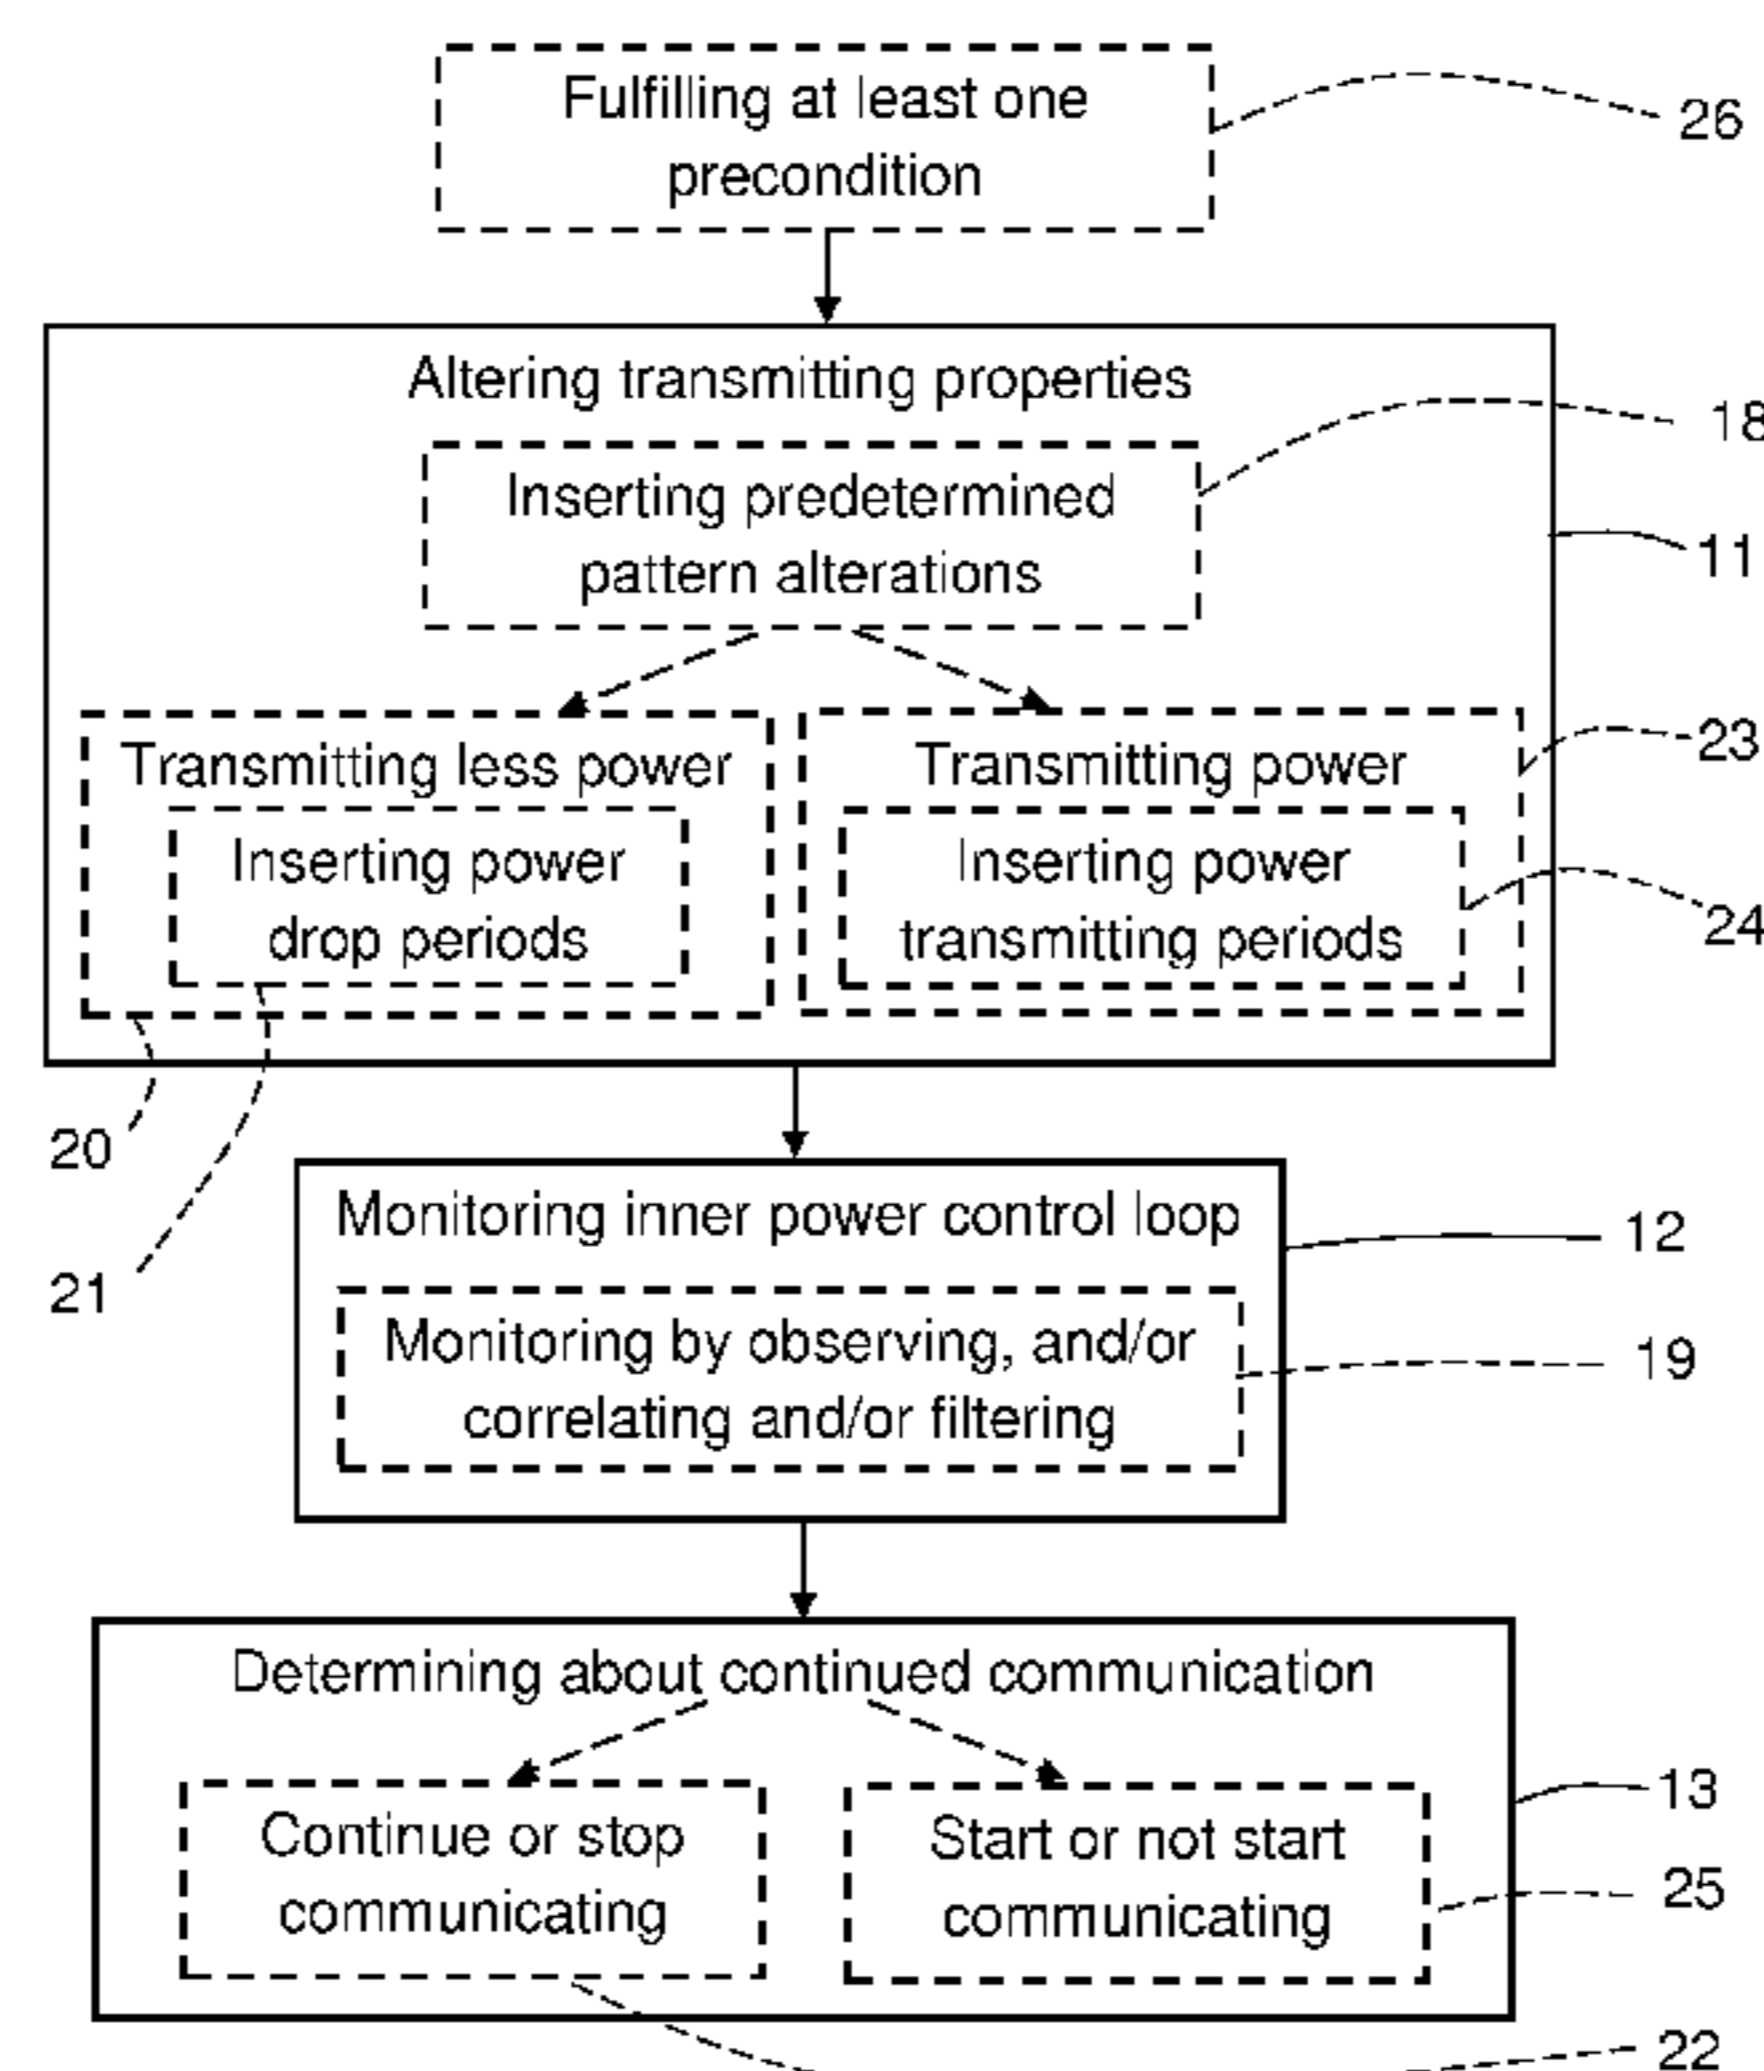 Fulfilling at least one
precondition
26
Altering transmitting properties
18
Inserting predetermined
pattern alterations
11
Transmitting less power
Transmitting power
23
Inserting power
drop periods
Inserting power
transmitting periods
24
20
21
Monitoring inner power control loop
12
Monitoring by observing, and/or
correlating and/or filtering
19
Determining about continued communication
13
Continue or stop
communicating
Start or not start
communicating
25
22